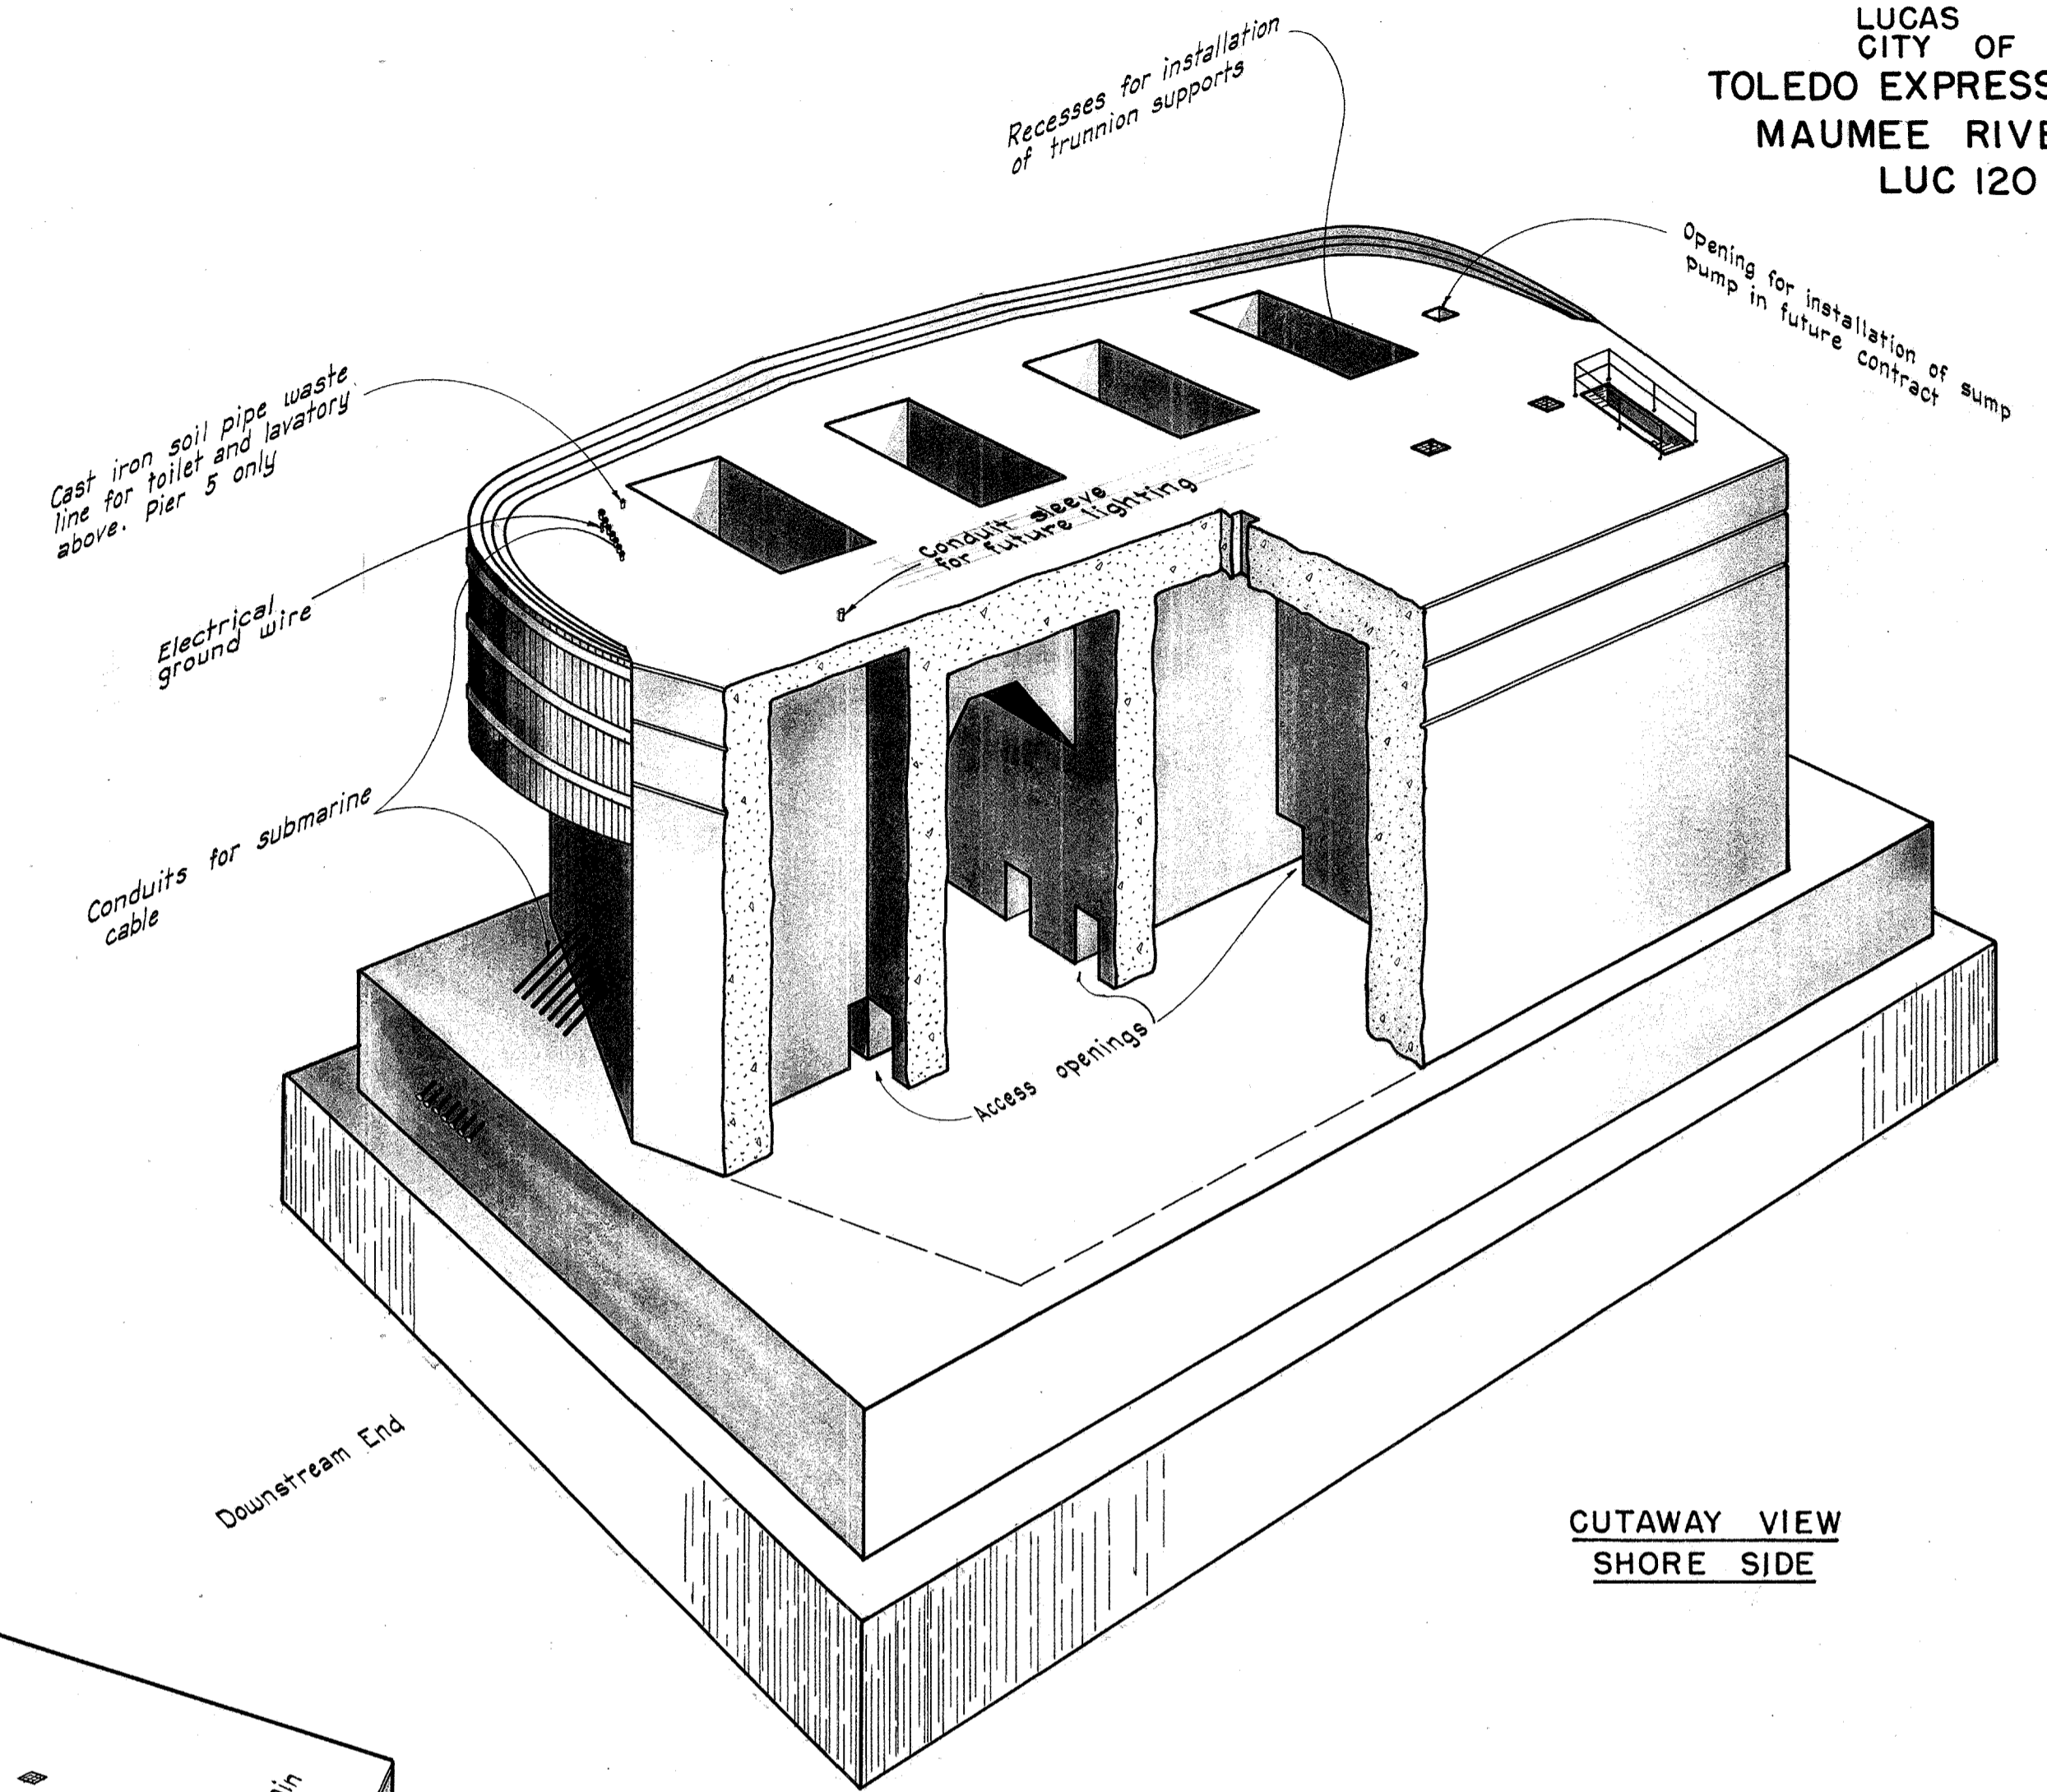 LUCAS
CITY OF
TOLEDO EXPRESS
MAUMEE RIVE
LUC 120
Recesses for installation
of trunnion supports
Opening for installation of sump
pump in future contract
Cast iron soil pipe waste
line for toilet and lavatory
above. Pier 5 only
Conduit sleeve
for future lighting
Electrical
ground wire
Conduits for submarine
cable
Access openings
Downstream End
CUTAWAY VIEW
SHORE SIDE
in